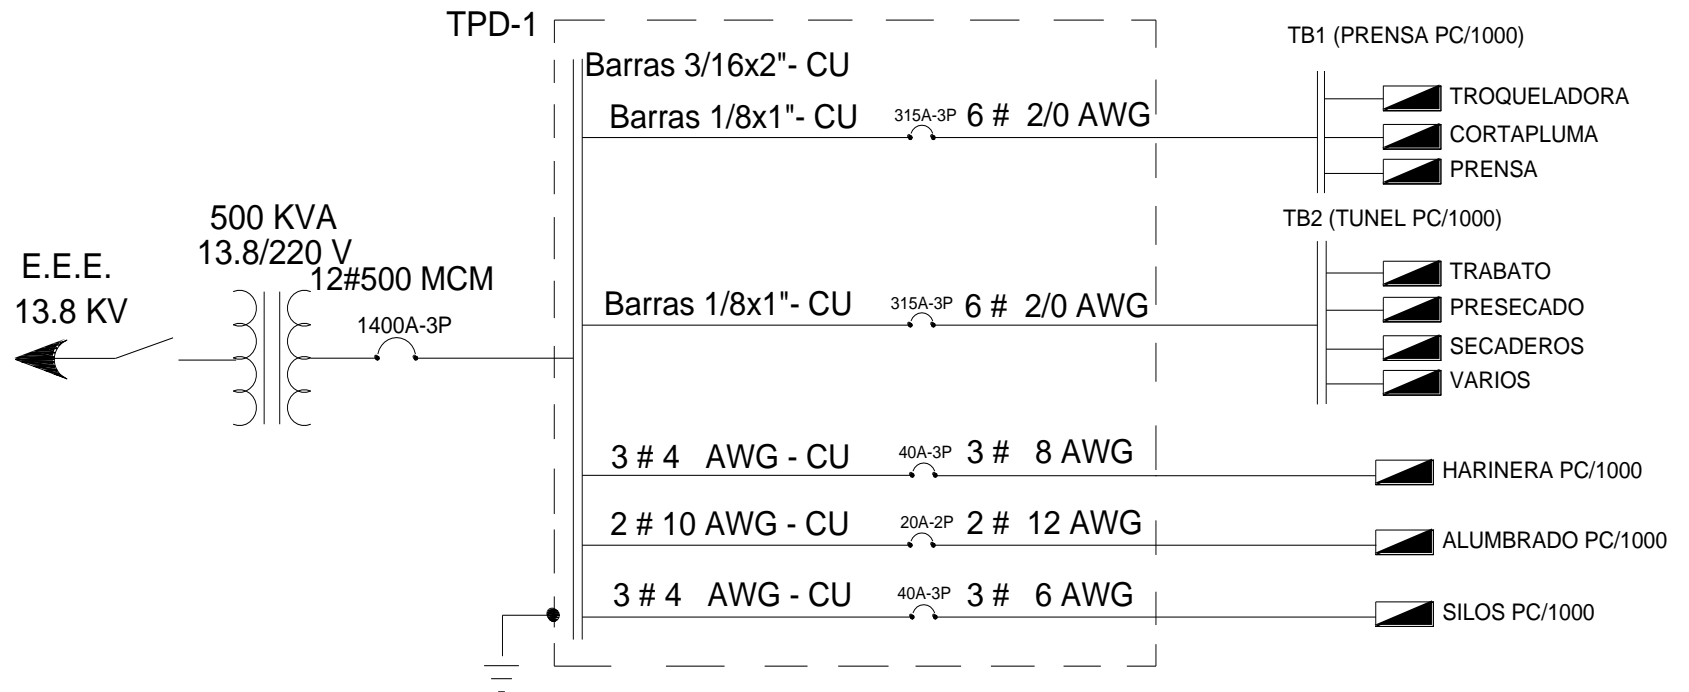 TPD-1
Barras 3/16x2"- CU
Barras 1/8x1"- CU 315A-3P 6 # 2/0 AWG
TB1 (PRENSA PC/1000)
TROQUELADORA
CORTAPLUMA
PRENSA
E.E.E.
13.8 KV
500 KVA
13.8/220 V
12#500 MCM
1400A-3P
Barras 1/8x1"- CU 315A-3P 6 # 2/0 AWG
TB2 (TUNEL PC/1000)
TRABATO
PRESECADO
SECADEROS
VARIOS
3 # 4 AWG - CU 40A-3P 3 # 8 AWG HARINERA PC/1000
2 # 10 AWG - CU 20A-2P 2 # 12 AWG ALUMBRADO PC/1000
3 # 4 AWG - CU 40A-3P 3 # 6 AWG SILOS PC/1000